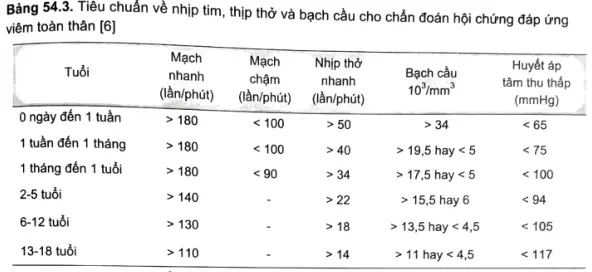 Bảng 54.3. Tiêu chuẩn về nhịp tim, thịp thở và bạch cầu cho chẩn đoán hội chứng đáp ứng
viêm toàn thân [6]
Tuổi Mạch nhanh (lần/phút) Mạch chậm (lần/phút) Nhịp thở nhanh (lần/phút) Bạch cầu 10³/mm³ Huyết áp tâm thu thấp (mmHg)
0 ngày đến 1 tuần > 180 < 100 > 50 > 34 < 65
1 tuần đến 1 tháng > 180 < 100 > 40 > 19,5 hay < 5 < 75
1 tháng đến 1 tuổi > 180 < 90 > 34 > 17,5 hay < 5 < 100
2-5 tuổi > 140 - > 22 > 15,5 hay 6 < 94
6-12 tuổi > 130 - > 18 > 13,5 hay < 4,5 < 105
13-18 tuổi > 110 - > 14 > 11 hay < 4,5 < 117